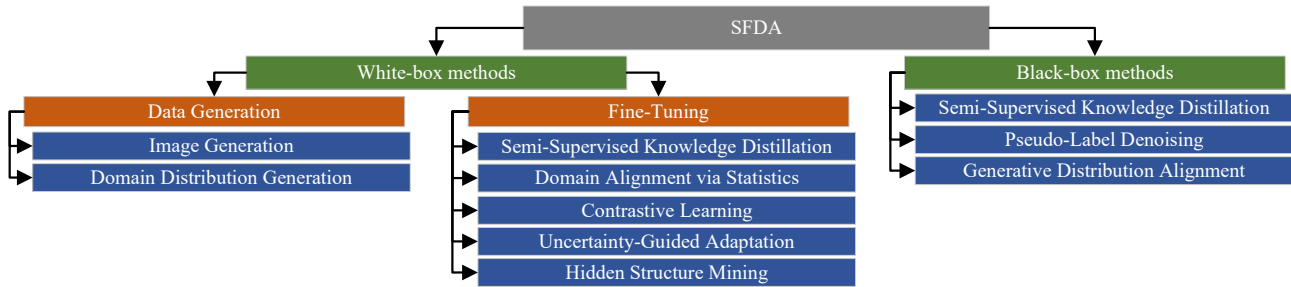 SFDA
White-box methods
Data Generation
Image Generation
Domain Distribution Generation
Fine-Tuning
Semi-Supervised Knowledge Distillation
Domain Alignment via Statistics
Contrastive Learning
Uncertainty-Guided Adaptation
Hidden Structure Mining
Black-box methods
Semi-Supervised Knowledge Distillation
Pseudo-Label Denoising
Generative Distribution Alignment